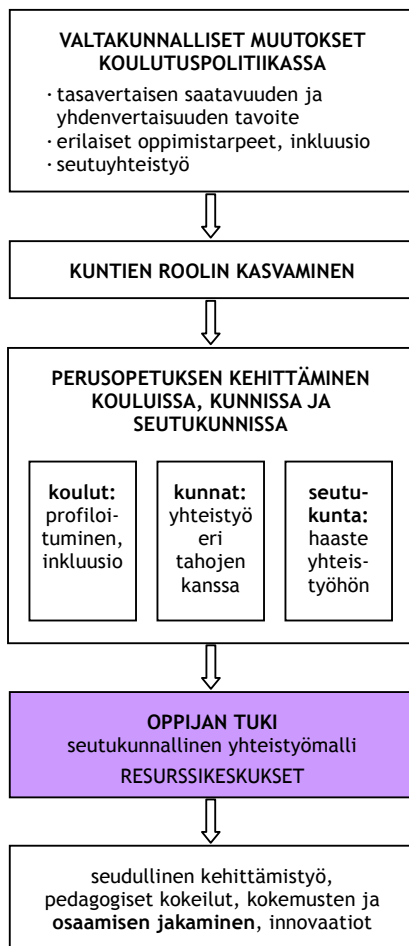 VALTAKUNNALLISET MUUTOKSET
KOULUTUSPOLITIIKASSA
· tasavertaisen saatavuuden ja
yhdenvertaisuuden tavoite
· erilaiset oppimistarpeet, inkluusio
· seutuyhteistyö
KUNTIEN ROOLIN KASVAMINEN
PERUSOPETUKSEN KEHITTÄMINEN
KOULUISSA, KUNNISSA JA
SEUTUKUNNISSA
koulut:
profiloi-
tuminen,
inkluusio
kunnat:
yhteistyö
eri
tahojen
kanssa
seutu-
kunta:
haaste
yhteis-
työhön
OPPIJAN TUKI
seutukunnallinen yhteistyömalli
RESURSSIKESKUKSET
seudullinen kehittämistyö,
pedagogiset kokeilut, kokemusten ja
osaamisen jakaminen, innovaatiot